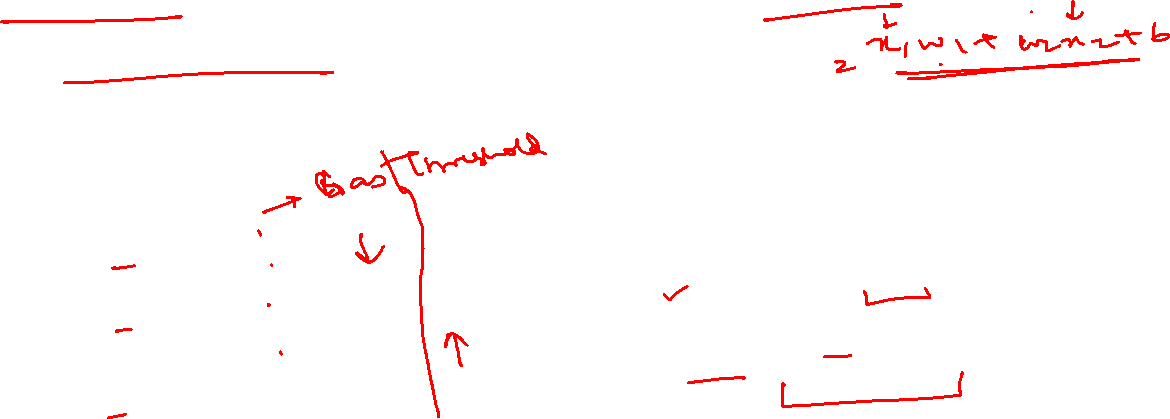 x1w1 + w2x2 + b
2
Bias Threshold